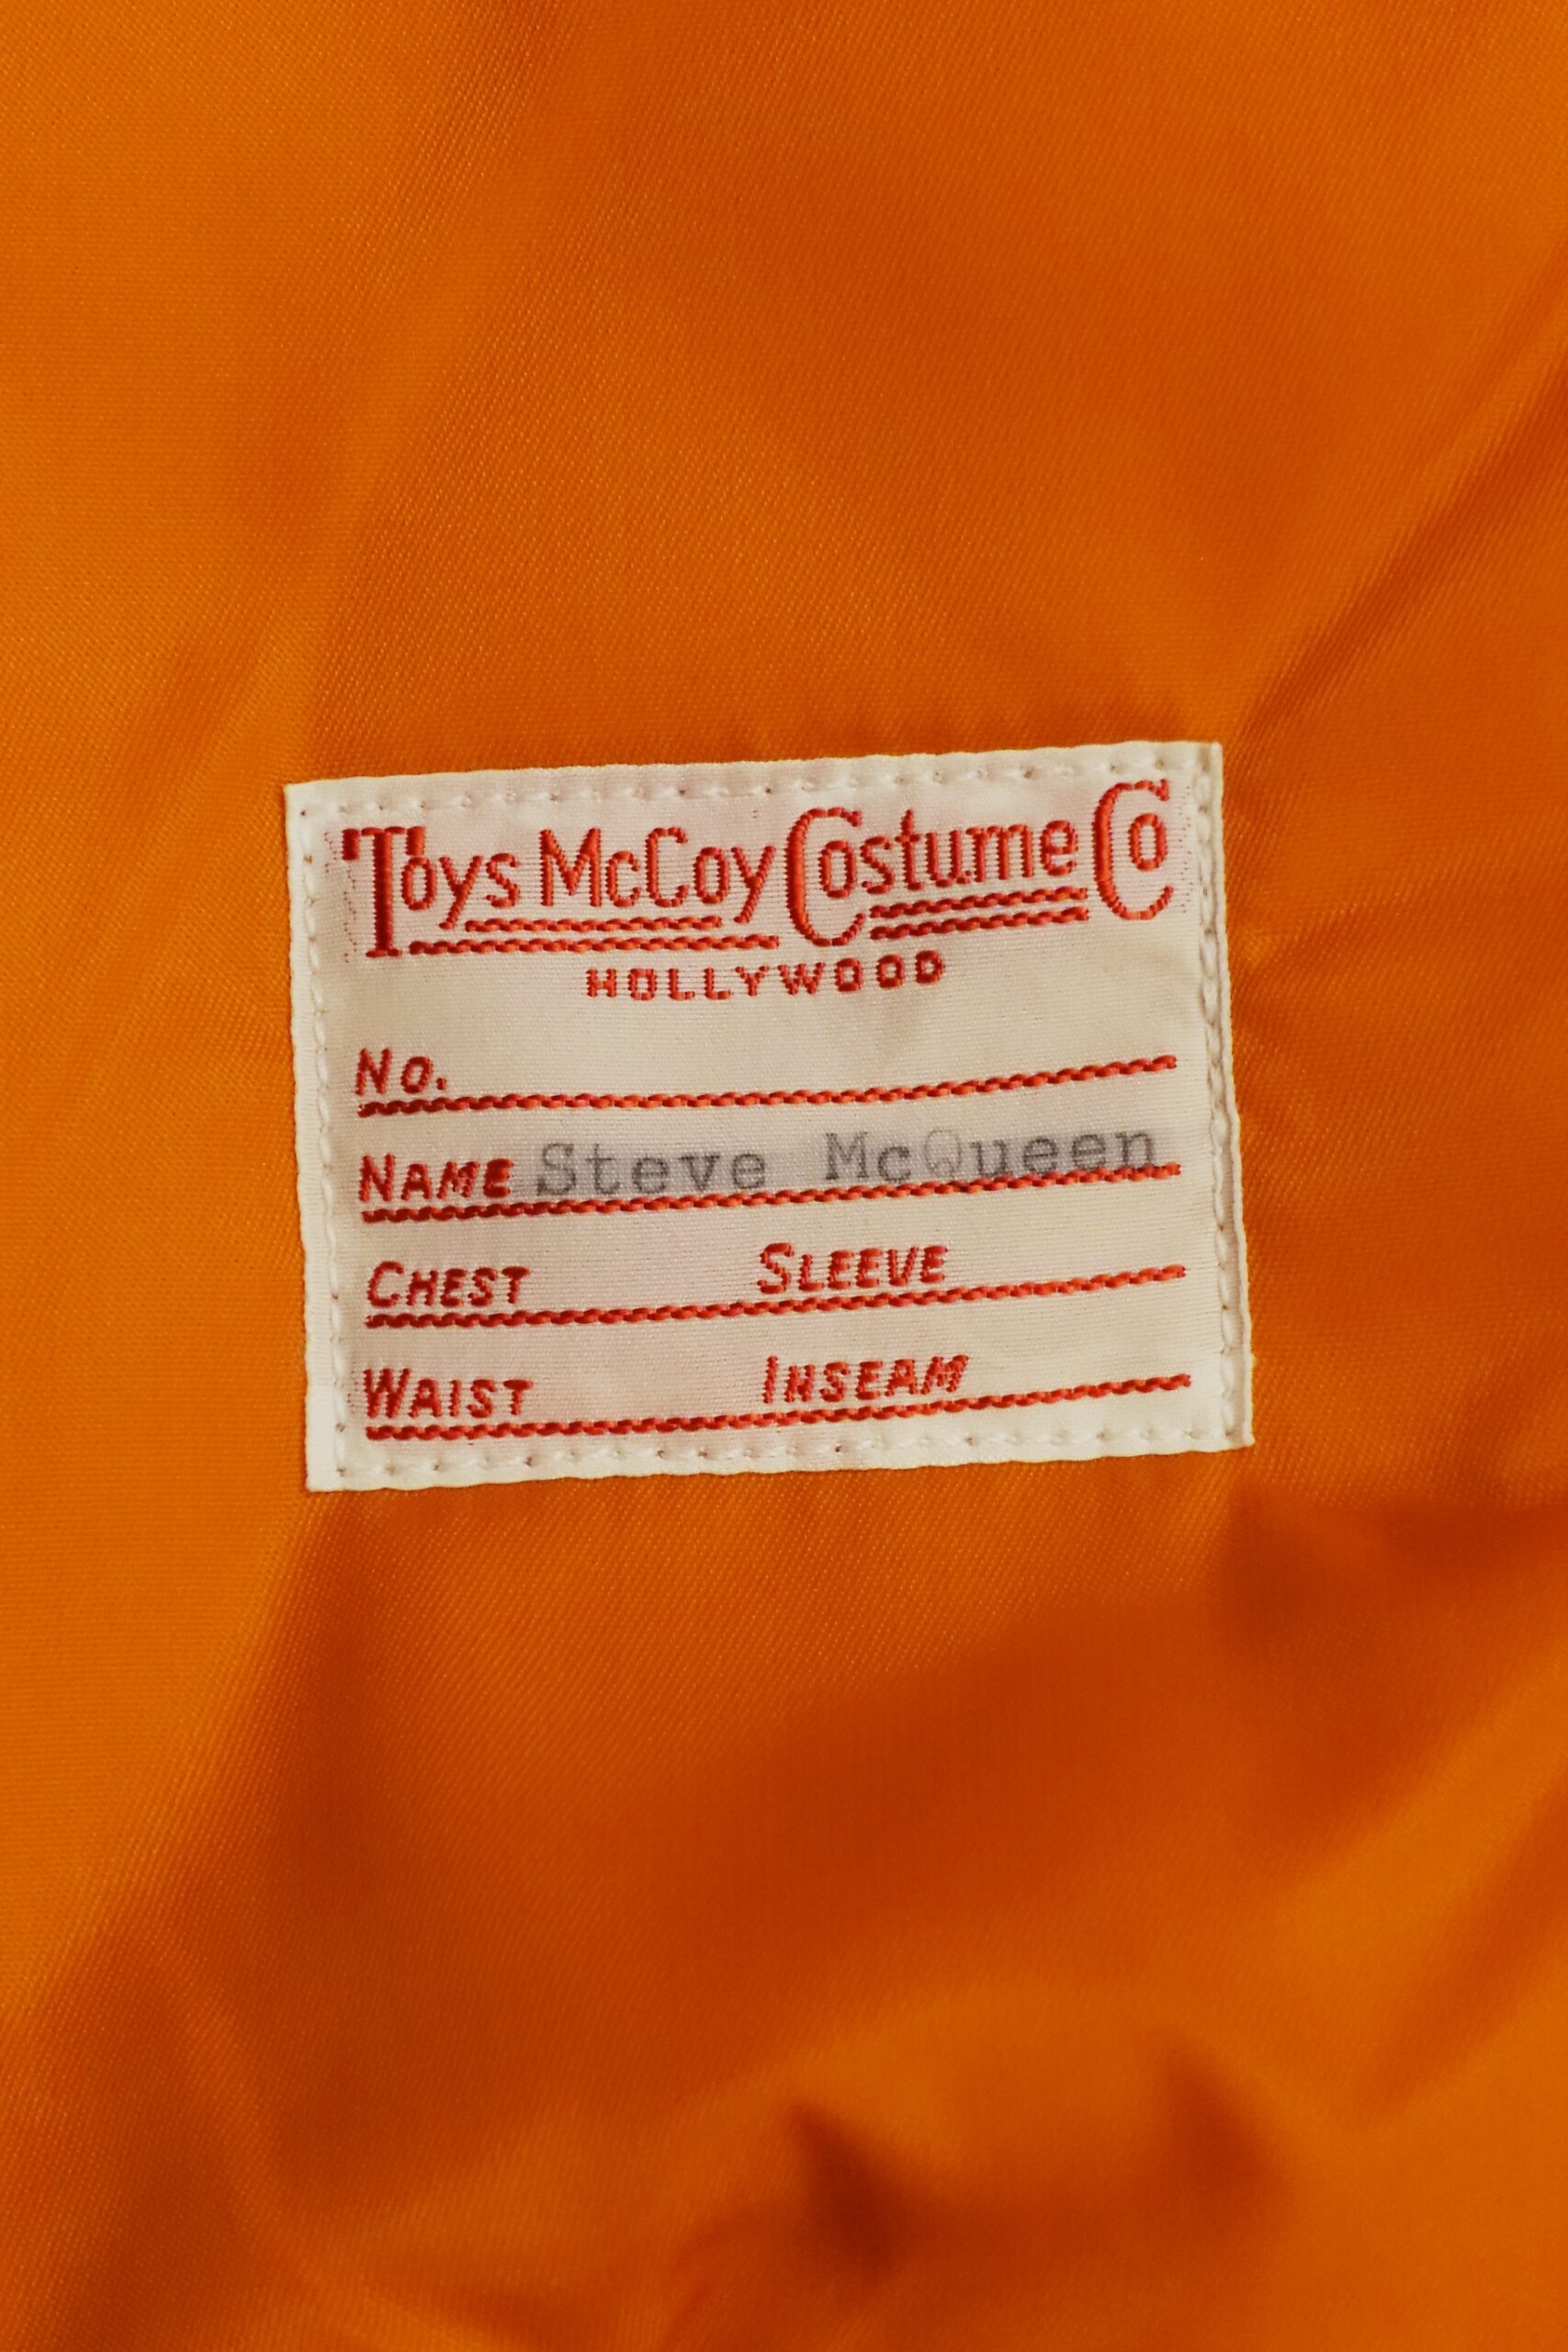 Toys McCoy Costume Co
HOLLYWOOD
No.
NAME Steve McQueen
CHEST SLEEVE
WAIST INSEAM